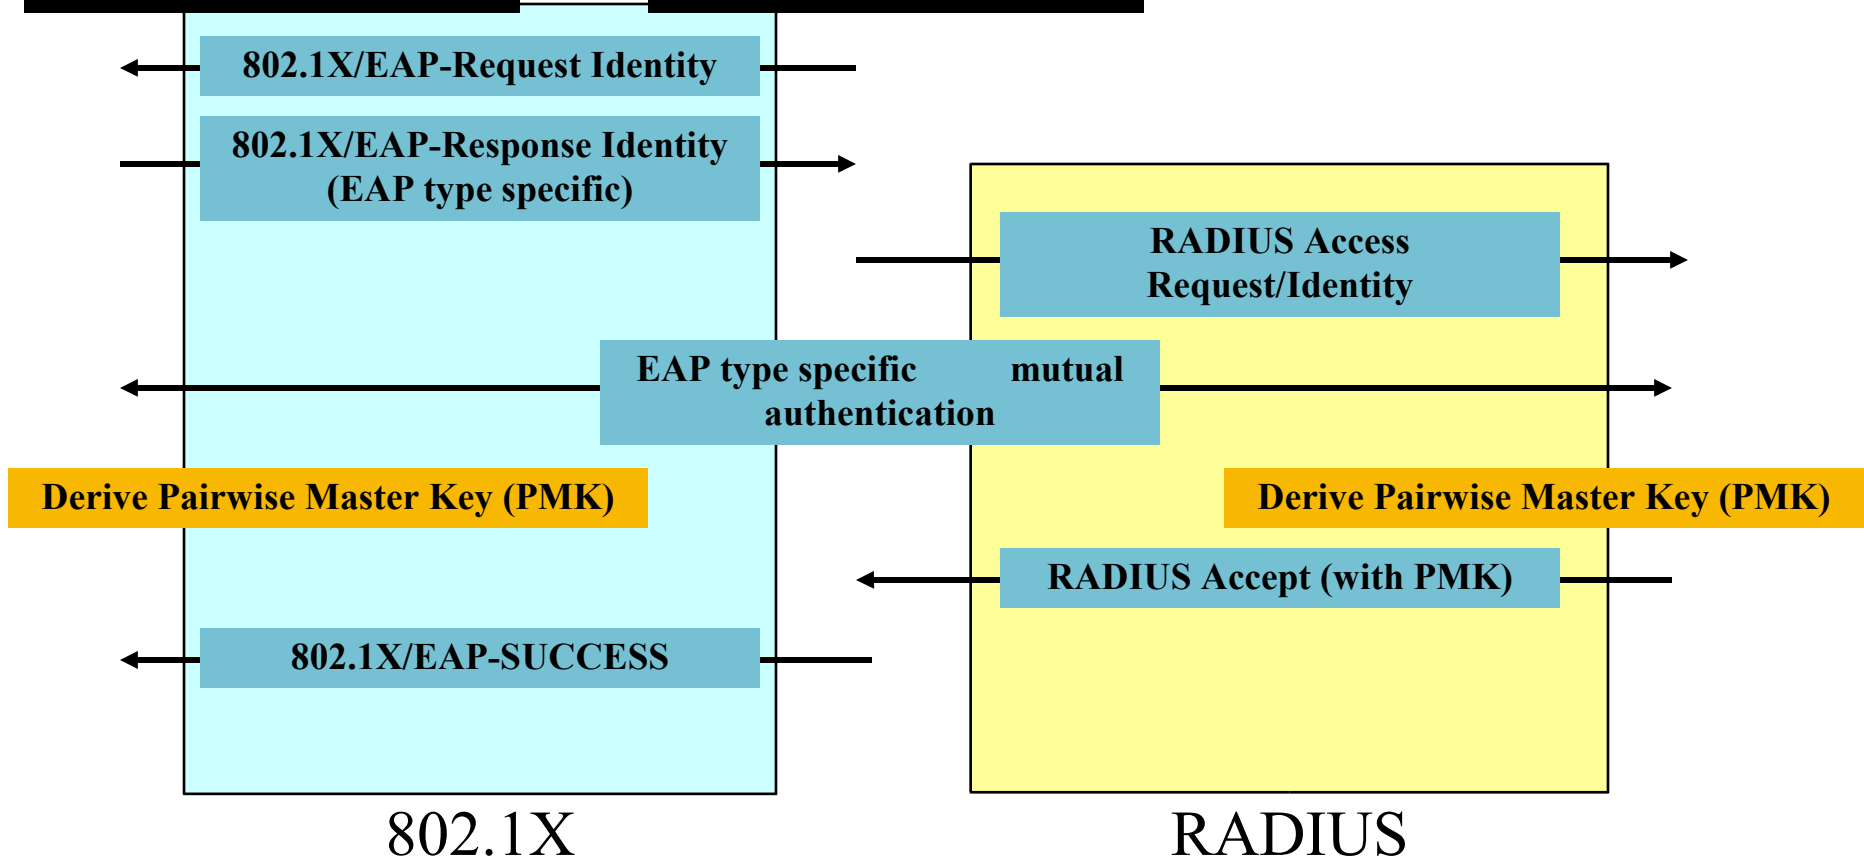 802.1X/EAP-Request Identity
802.1X/EAP-Response Identity
(EAP type specific)
RADIUS Access
Request/Identity
EAP type specific mutual
authentication
Derive Pairwise Master Key (PMK)
Derive Pairwise Master Key (PMK)
RADIUS Accept (with PMK)
802.1X/EAP-SUCCESS
802.1X
RADIUS